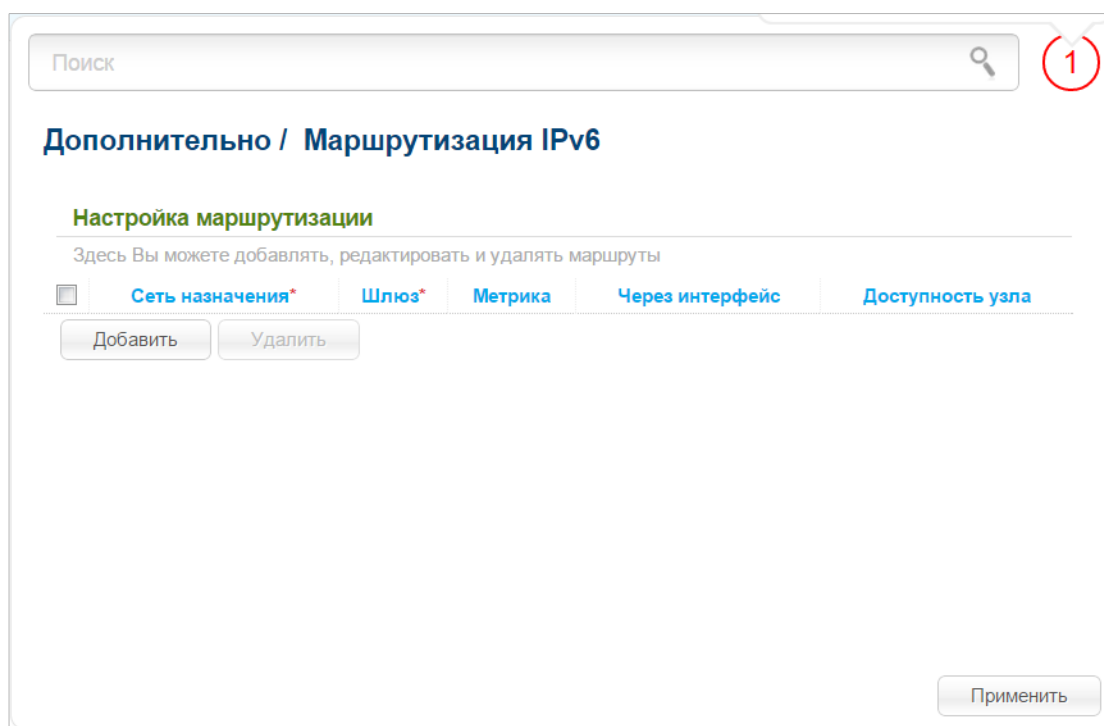 Поиск
1
Дополнительно / Маршрутизация IPv6
Настройка маршрутизации
Здесь Вы можете добавлять, редактировать и удалять маршруты
Сеть назначения* Шлюз* Метрика Через интерфейс Доступность узла
Добавить Удалить
Применить